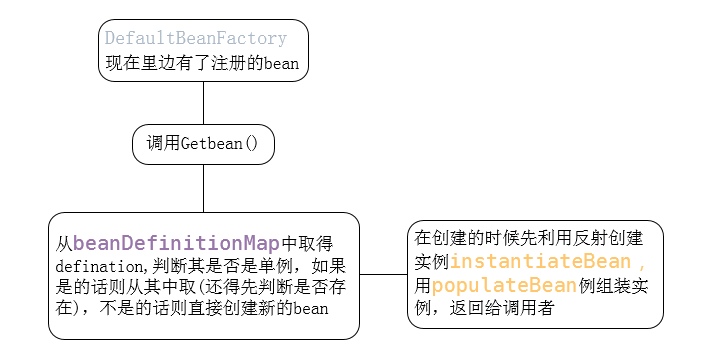 DefaultBeanFactory
现在里边有了注册的bean
调用Getbean()
从beanDefinitionMap中取得
defination,判断其是否是单例，如果
是的话则从其中取(还得先判断是否存
在)，不是的话则直接创建新的bean
在创建的时候先利用反射创建
实例instantiateBean，
用populateBean例组装实
例，返回给调用者